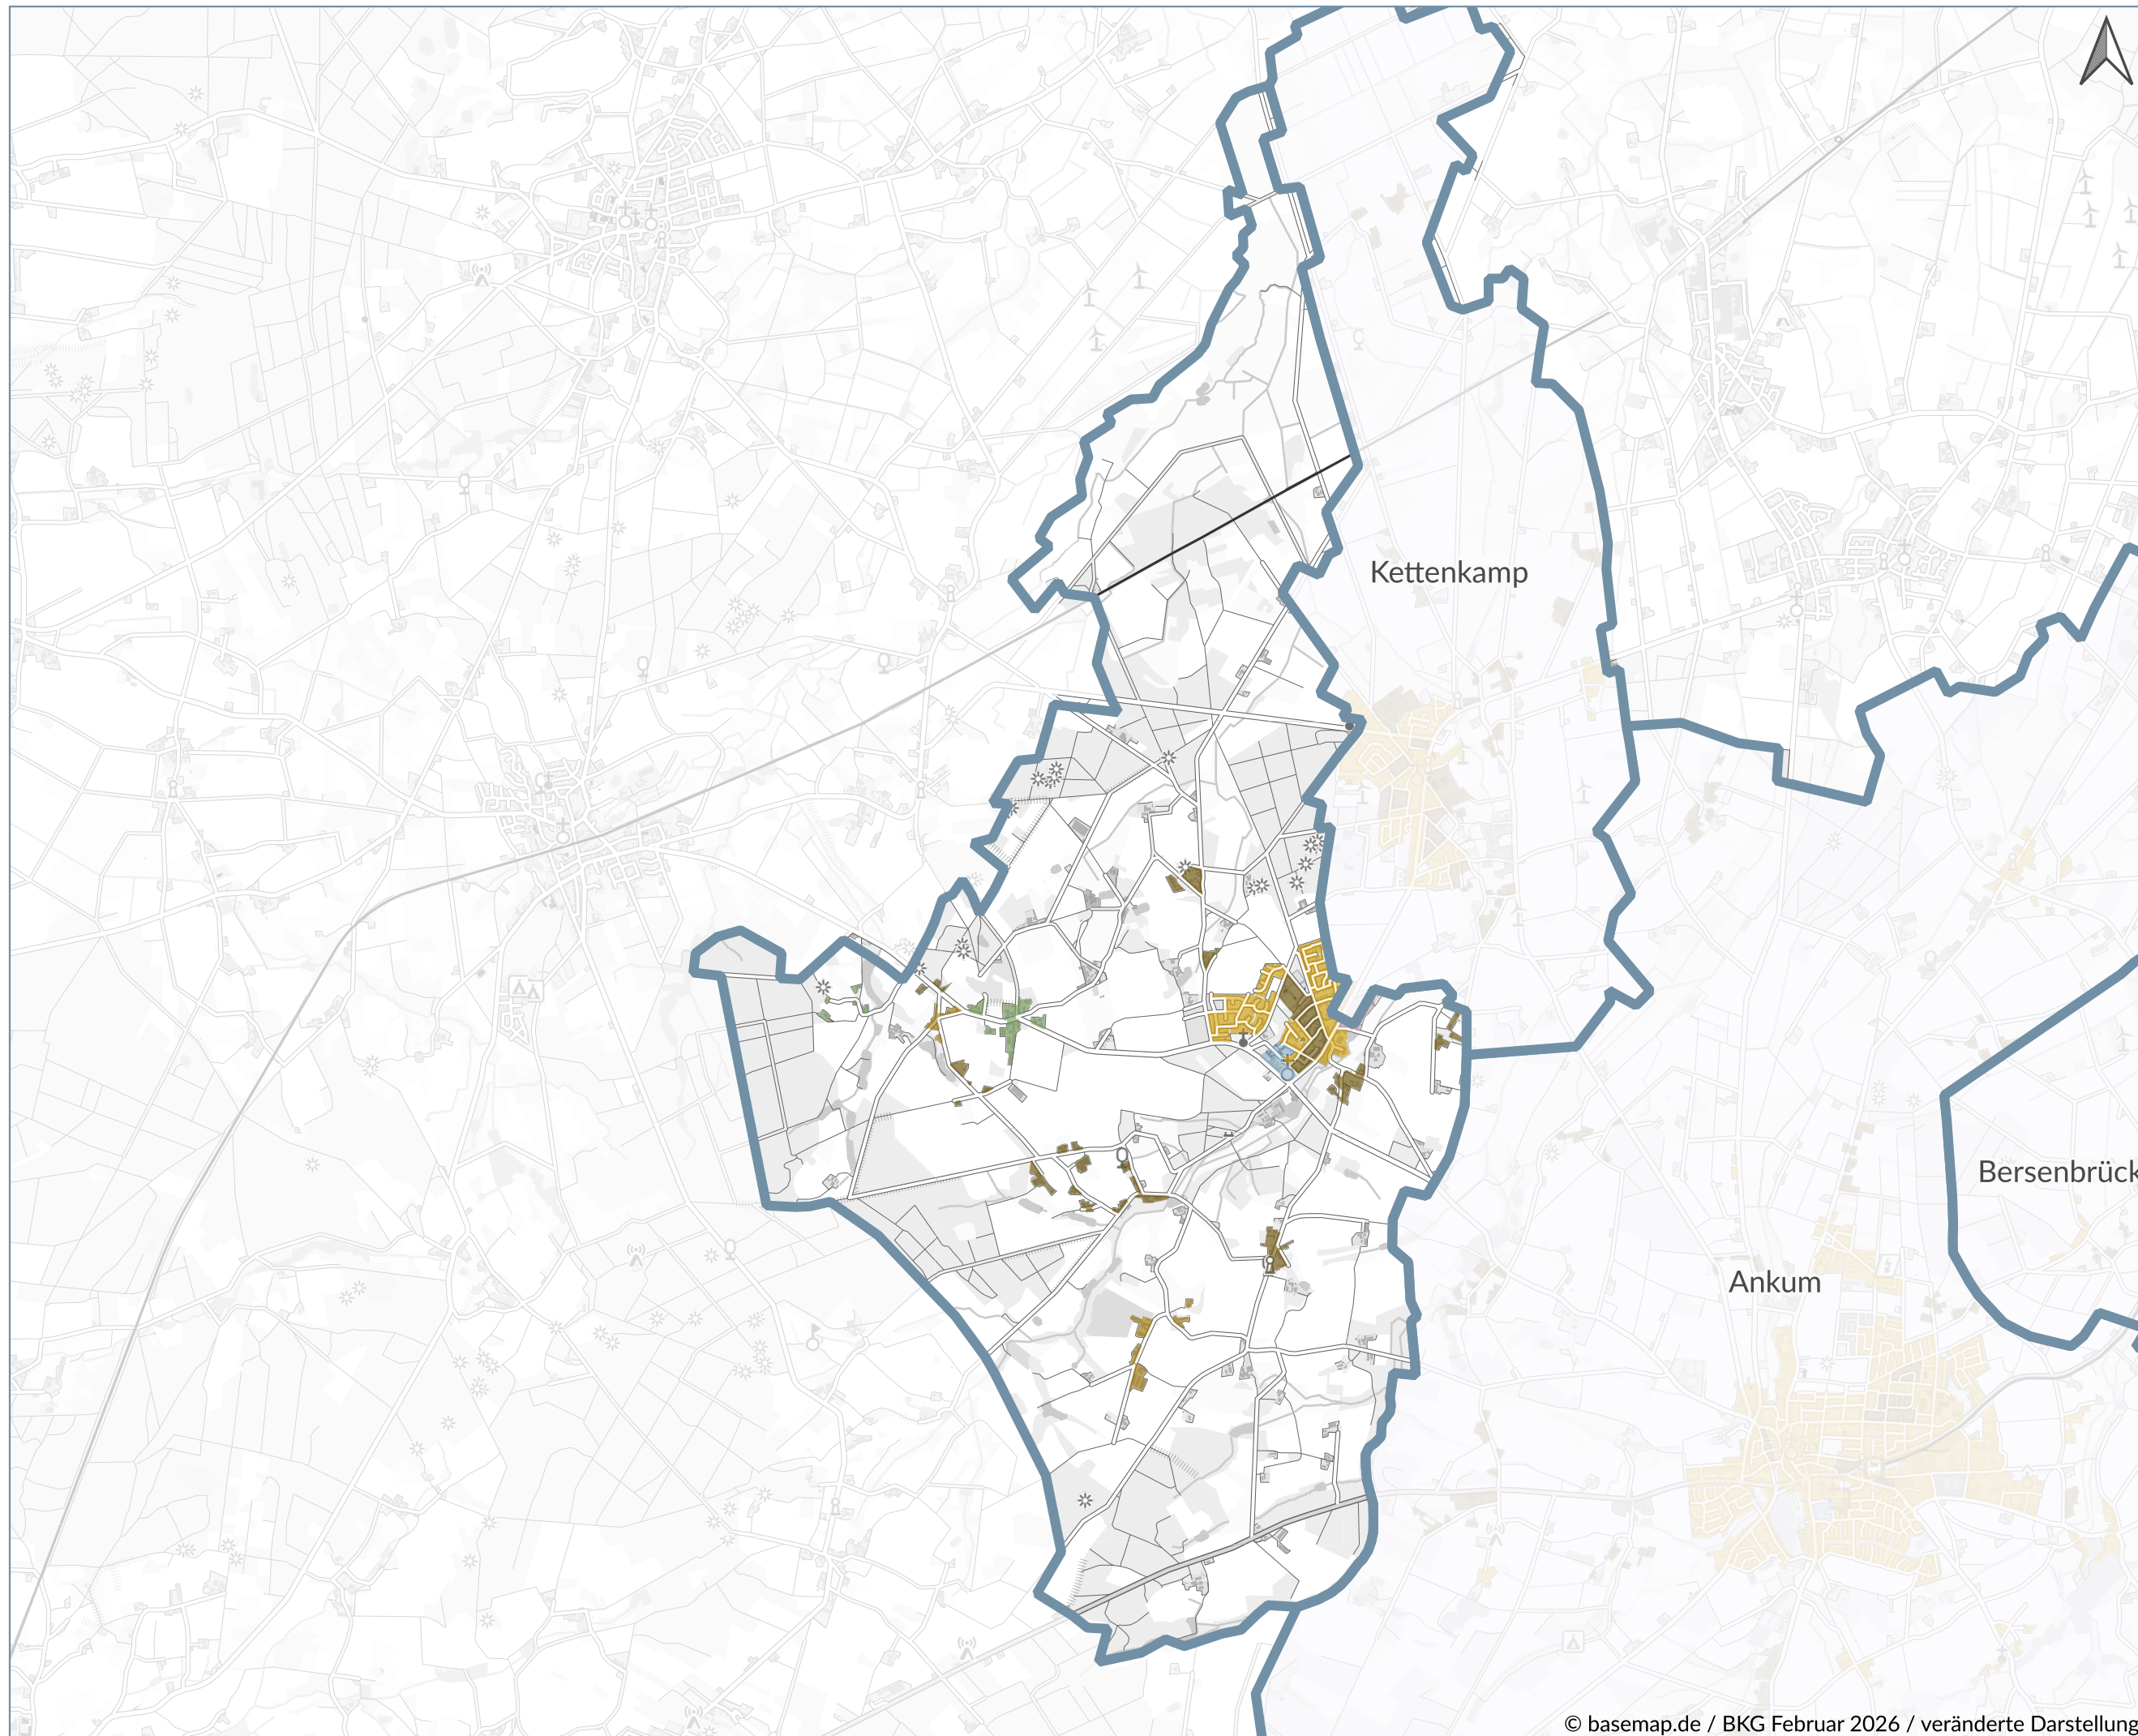 Kettenkamp
Bersenbrück
Ankum
© basemap.de / BKG Februar 2026 / veränderte Darstellung